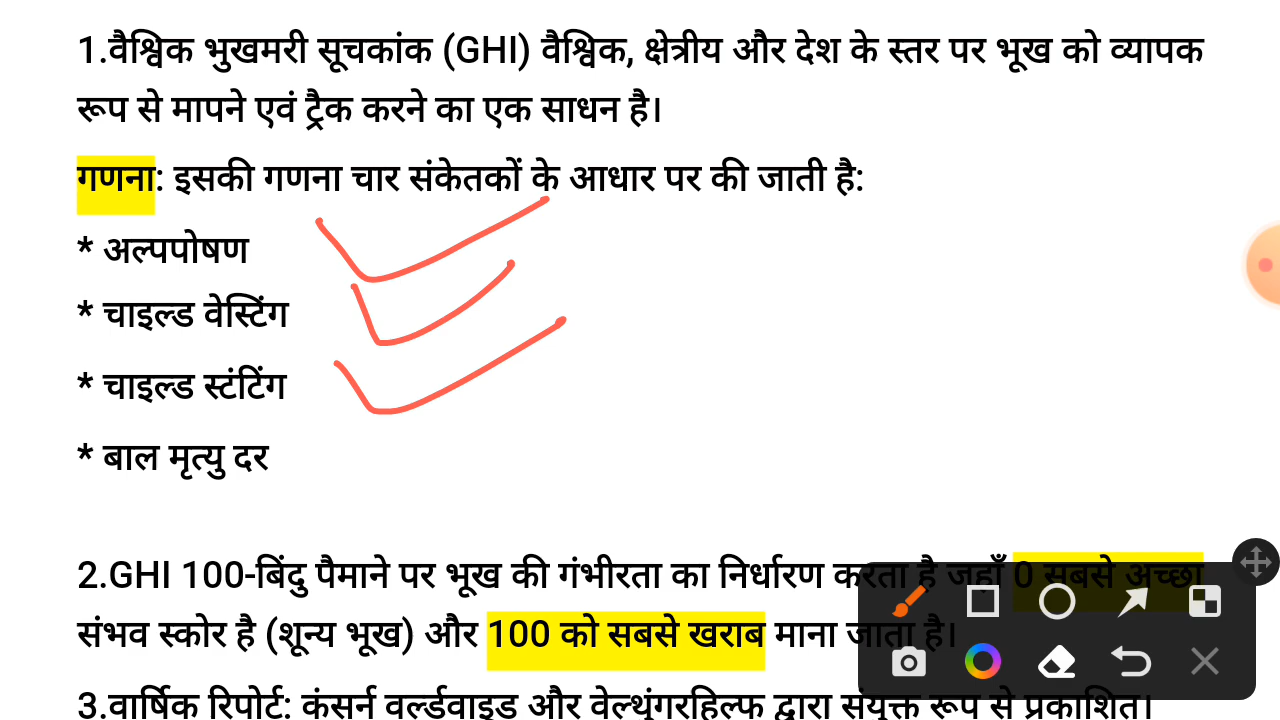 1.वैश्विक भुखमरी सूचकांक (GHI) वैश्विक, क्षेत्रीय और देश के स्तर पर भूख को व्यापक
रूप से मापने एवं ट्रैक करने का एक साधन है।
गणना: इसकी गणना चार संकेतकों के आधार पर की जाती है:
* अल्पपोषण
* चाइल्ड वेस्टिंग
* चाइल्ड स्टंटिंग
* बाल मृत्यु दर
2.GHI 100-बिंदु पैमाने पर भूख की गंभीरता का निर्धारण करता है जहाँ 0 सबसे अच्छा
संभव स्कोर है (शून्य भूख) और 100 को सबसे खराब माना जाता है।
3.वार्षिक रिपोर्ट: कंसर्न वर्ल्डवाइड और वेल्थुंगरहिल्फ द्वारा संयुक्त रूप से प्रकाशित।